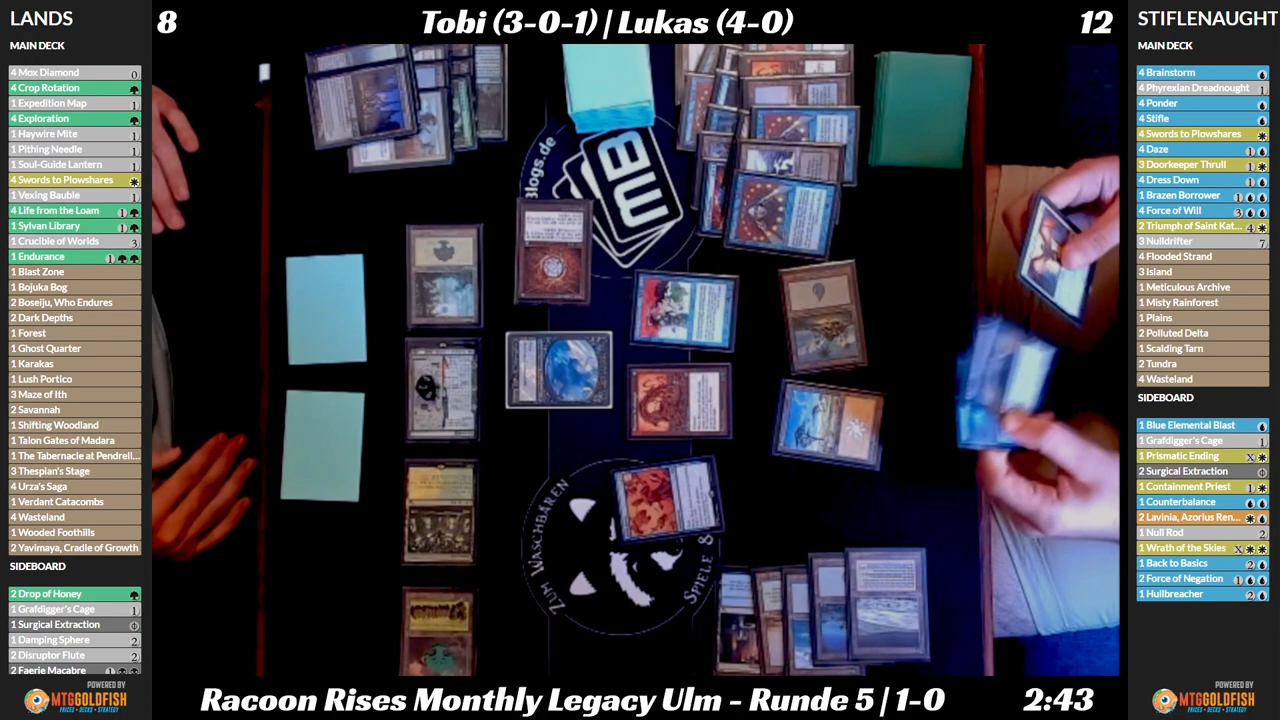 LANDS
8
Tobi (3-0-1) | Lukas (4-0)
12
STIFLENAUGHT
MAIN DECK
4 Mox Diamond 0
4 Crop Rotation
1 Expedition Map 1
4 Exploration
1 Haywire Mite 1
1 Pithing Needle 1
1 Soul-Guide Lantern 1
4 Swords to Plowshares
1 Vexing Bauble 1
4 Life from the Loam 1
1 Sylvan Library 1
1 Crucible of Worlds 3
1 Endurance 1
1 Blast Zone
1 Bojuka Bog
2 Boseiju, Who Endures
2 Dark Depths
1 Forest
1 Ghost Quarter
1 Karakas
1 Lush Portico
3 Maze of Ith
2 Savannah
1 Shifting Woodland
1 Talon Gates of Madara
1 The Tabernacle at Pendrell...
3 Thespian's Stage
4 Urza's Saga
1 Verdant Catacombs
4 Wasteland
1 Wooded Foothills
2 Yavimaya, Cradle of Growth
SIDEBOARD
2 Drop of Honey
1 Grafdigger's Cage 1
1 Surgical Extraction
1 Damping Sphere 2
2 Disruptor Flute 2
2 Faerie Macabre 1
POWERED BY
MTGGOLDFISH
PRICES • DECKS • STRATEGY
MAIN DECK
4 Brainstorm
4 Phyrexian Dreadnought 1
4 Ponder
4 Stifle
4 Swords to Plowshares
4 Daze 1
3 Doorkeeper Thrull 1
4 Dress Down 1
1 Brazen Borrower 1
4 Force of Will 3
2 Triumph of Saint Kat... 4
3 Nulldrifter 7
4 Flooded Strand
3 Island
1 Meticulous Archive
1 Misty Rainforest
1 Plains
2 Polluted Delta
1 Scalding Tarn
2 Tundra
4 Wasteland
SIDEBOARD
1 Blue Elemental Blast
1 Grafdigger's Cage 1
1 Prismatic Ending X
2 Surgical Extraction
1 Containment Priest 1
1 Counterbalance
2 Lavinia, Azorius Ren...
1 Null Rod 2
1 Wrath of the Skies X
1 Back to Basics 2
2 Force of Negation 1
1 Hullbreacher 2
POWERED BY
MTGGOLDFISH
PRICES • DECKS • STRATEGY
blogs.de
MB
ZUM WASCHBÄREN
SPIELE &
Racoon Rises Monthly Legacy Ulm - Runde 5 | 1-0
2:43